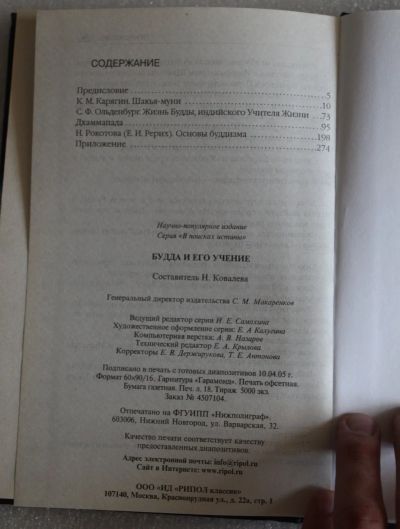 СОДЕРЖАНИЕ
Предисловие 5
К. М. Карягин. Шакья-муни 10
С. Ф. Ольденбург. Жизнь Будды, индийского Учителя Жизни 73
Дхаммапада 95
Н. Рокотова (Е. И. Рерих). Основы буддизма 198
Приложение 274
Научно-популярное издание
Серия «В поисках истины»
БУДДА И ЕГО УЧЕНИЕ
Составитель Н. Ковалева
Генеральный директор издательства С. М. Макаренков
Ведущий редактор серии И. Е. Самохина
Художественное оформление серии: Е. А Калугина
Компьютерная верстка: А. В. Назаров
Технический редактор Е. А. Крылова
Корректоры Е. В. Держирукова, Т. Е. Антонова
Подписано в печать с готовых диапозитивов 10.04.05 г.
Формат 60х90/16. Гарнитура «Гарамонд». Печать офсетная.
Бумага газетная. Печ. л. 18. Тираж 5000 экз.
Заказ № 4507104.
Отпечатано на ФГУИПП «Нижполиграф».
603006, Нижний Новгород, ул. Варварская, 32.
Качество печати соответствует качеству
предоставленных диапозитивов.
Адрес электронной почты: info@ripol.ru
Сайт в Интернете: www.ripol.ru
ООО «ИД «РИПОЛ классик»
107140, Москва, Краснопрудная ул., д. 22а, стр. 1